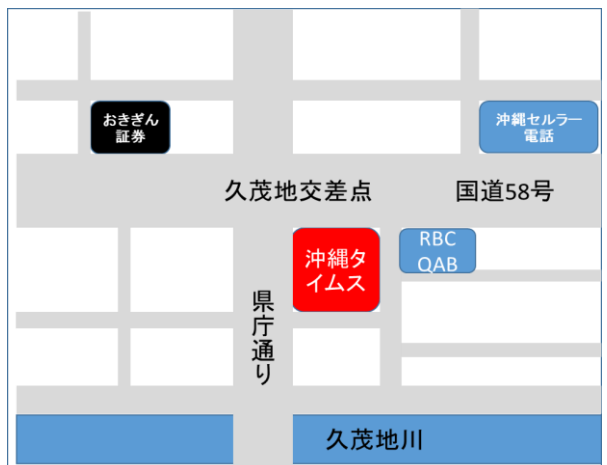 おきぎん
証券
沖縄セルラー
電話
久茂地交差点
国道58号
RBC
QAB
沖縄タ
イムス
県庁通り
久茂地川